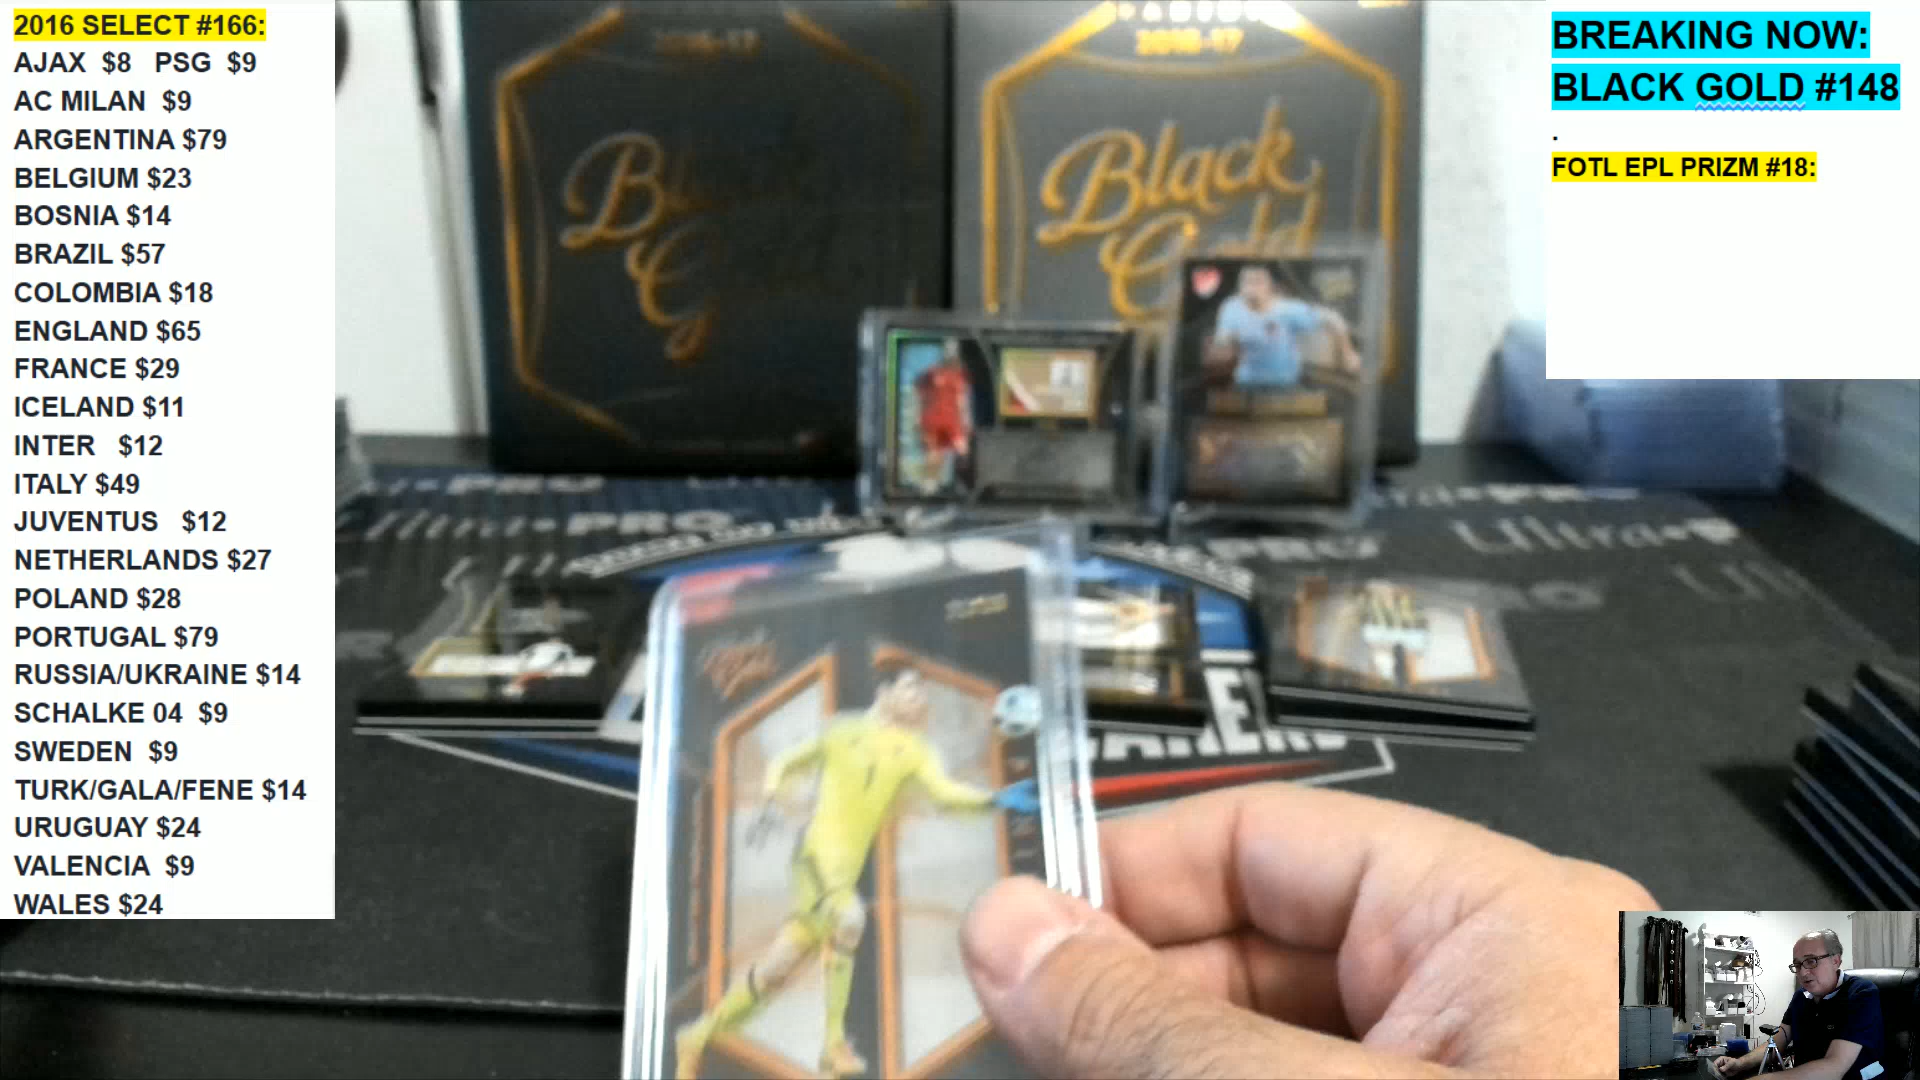 2016 SELECT #166:
AJAX $8 PSG $9
AC MILAN $9
ARGENTINA $79
BELGIUM $23
BOSNIA $14
BRAZIL $57
COLOMBIA $18
ENGLAND $65
FRANCE $29
ICELAND $11
INTER $12
ITALY $49
JUVENTUS $12
NETHERLANDS $27
POLAND $28
PORTUGAL $79
RUSSIA/UKRAINE $14
SCHALKE 04 $9
SWEDEN $9
TURK/GALA/FENE $14
URUGUAY $24
VALENCIA $9
WALES $24
BREAKING NOW:
BLACK GOLD #148
.
FOTL EPL PRIZM #18:
2016-17
Black
Gold
PRO
Ultra PRO
PRO
Ultra